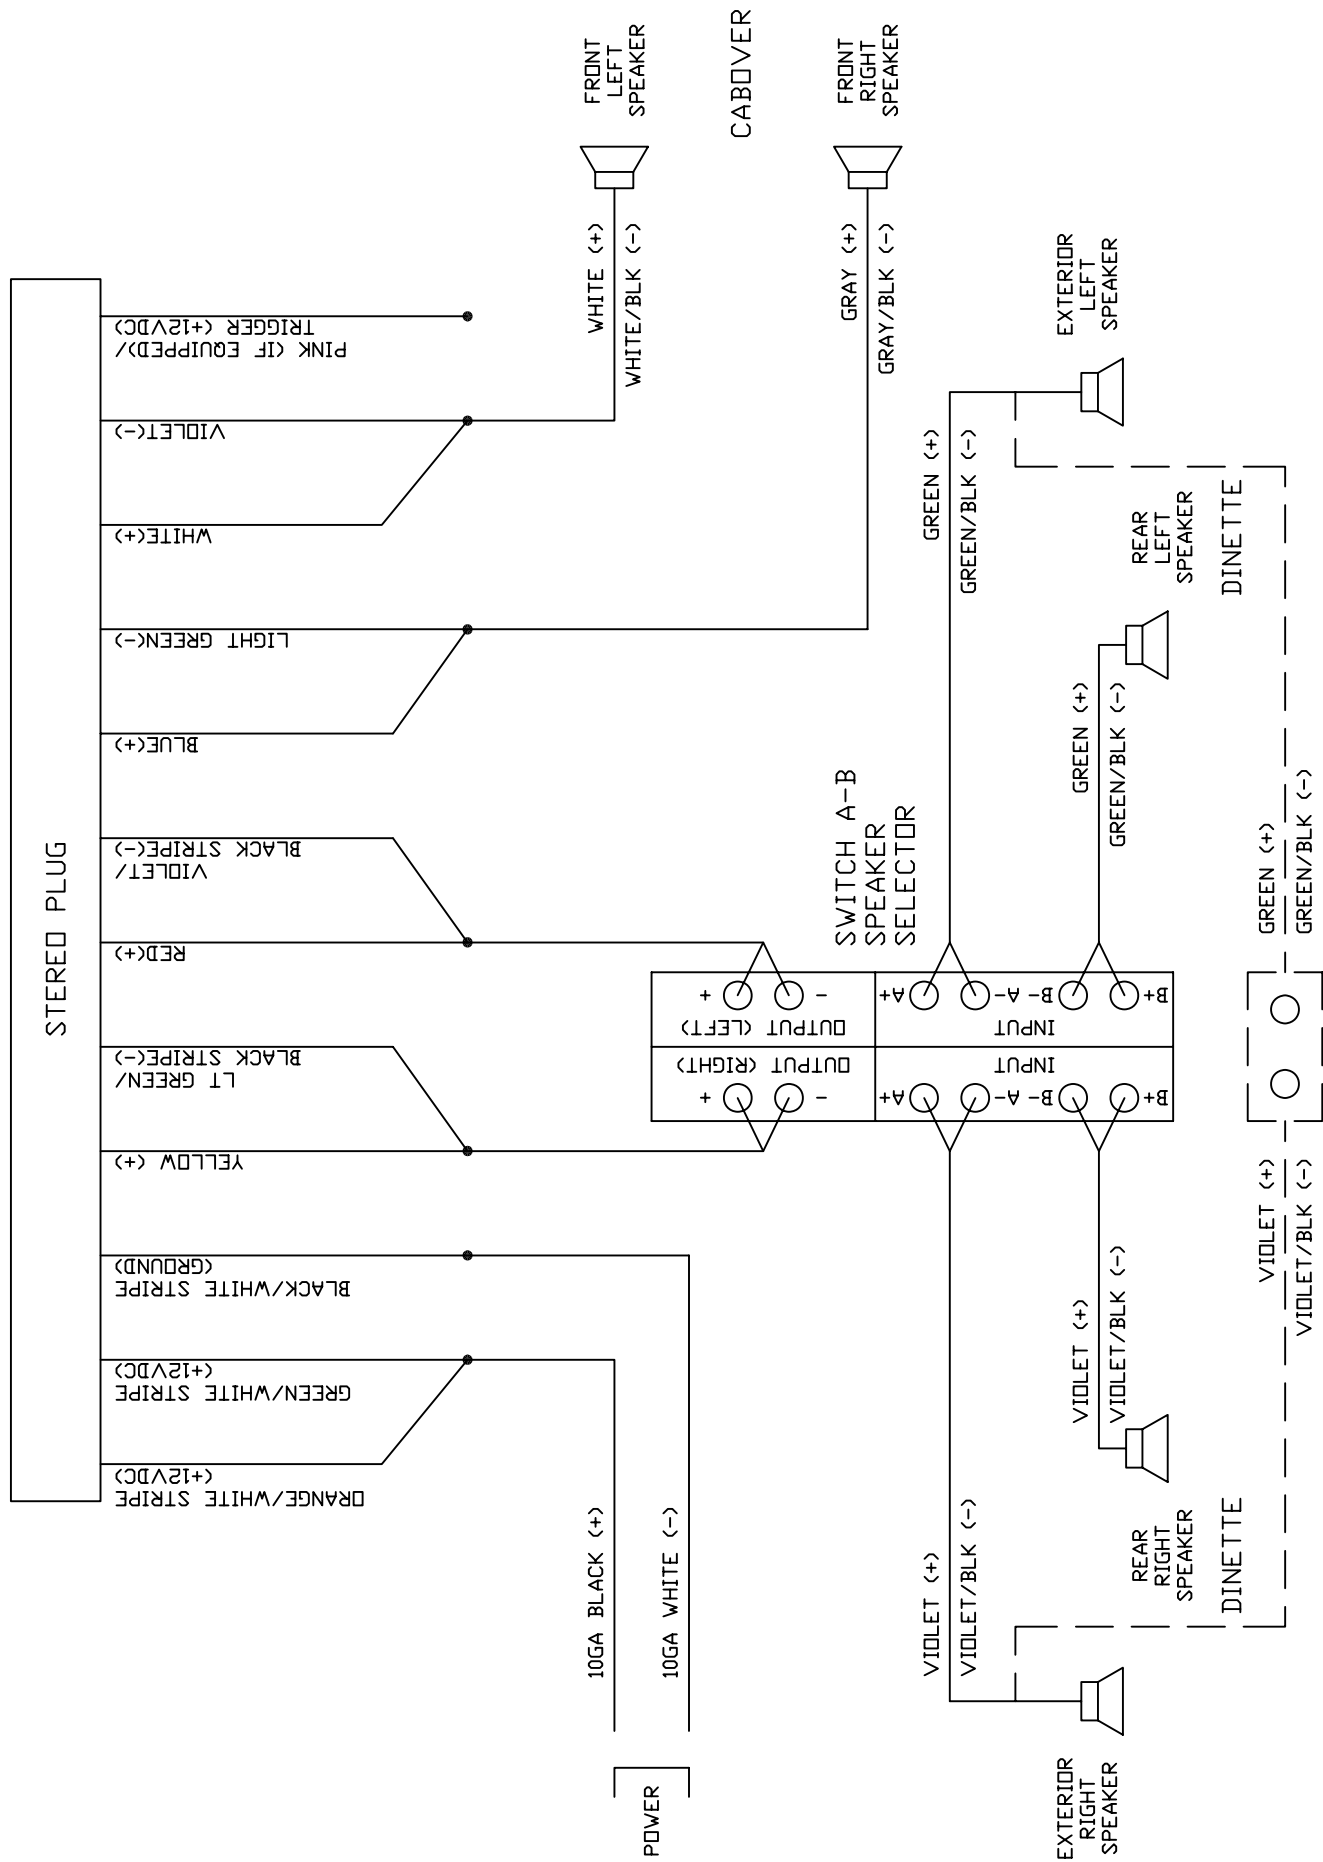 STEREO PLUG
ORANGE/WHITE STRIPE
(+12VDC)
GREEN/WHITE STRIPE
(+12VDC)
BLACK/WHITE STRIPE
(GROUND)
YELLOW (+)
LT GREEN/
BLACK STRIPE(-)
RED(+)
VIOLET/
BLACK STRIPE(-)
BLUE(+)
LIGHT GREEN(-)
WHITE(+)
VIOLET(-)
PINK (IF EQUIPPED)/
TRIGGER (+12VDC)
POWER
10GA BLACK (+)
10GA WHITE (-)
WHITE (+)
WHITE/BLK (-)
FRONT
LEFT
SPEAKER
CABOVER
GRAY (+)
GRAY/BLK (-)
FRONT
RIGHT
SPEAKER
SWITCH A-B
SPEAKER
SELECTOR
+
-
OUTPUT (RIGHT)
OUTPUT (LEFT)
+
-
A+
A-
B-
B+
INPUT
INPUT
A+
A-
B-
B+
VIOLET (+)
VIOLET/BLK (-)
EXTERIOR
RIGHT
SPEAKER
GREEN (+)
GREEN/BLK (-)
EXTERIOR
LEFT
SPEAKER
VIOLET (+)
VIOLET/BLK (-)
REAR
RIGHT
SPEAKER
DINETTE
GREEN (+)
GREEN/BLK (-)
REAR
LEFT
SPEAKER
DINETTE
VIOLET (+)
VIOLET/BLK (-)
GREEN (+)
GREEN/BLK (-)